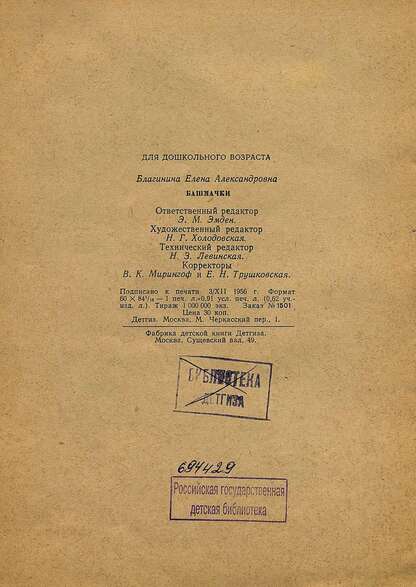 ДЛЯ ДОШКОЛЬНОГО ВОЗРАСТА
Благинина Елена Александровна
БАШМАЧКИ
Ответственный редактор
Э. М. Эмден.
Художественный редактор
Н. Г. Холодовская.
Технический редактор
Н. З. Левинская.
Корректоры
В. К. Мирингоф и Е. Н. Трушковская.
Подписано к печати 3/XII 1956 г. Формат
60 × 84¹/₁₆ — 1 печ. л.=0,91 усл. печ. л. (0,62 уч.-
изд. л.). Тираж 1 000 000 экз. Заказ № 1501
Цена 30 коп.
Детгиз. Москва, М. Черкасский пер., 1.
Фабрика детской книги Детгиза.
Москва, Сущевский вал, 49.
БИБЛИОТЕКА
ДЕТГИЗА
694429
Российская государственная
детская библиотека